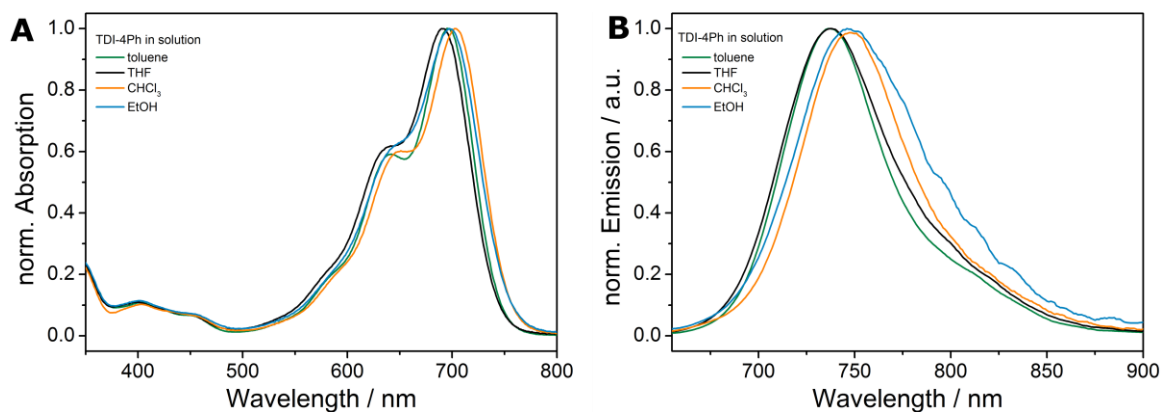 A
TDI-4Ph in solution
toluene
THF
CHCl₃
EtOH
norm. Absorption
1.0
0.8
0.6
0.4
0.2
0.0
400
500
600
700
800
Wavelength / nm
B
TDI-4Ph in solution
toluene
THF
CHCl₃
EtOH
norm. Emission / a.u.
1.0
0.8
0.6
0.4
0.2
0.0
700
750
800
850
900
Wavelength / nm